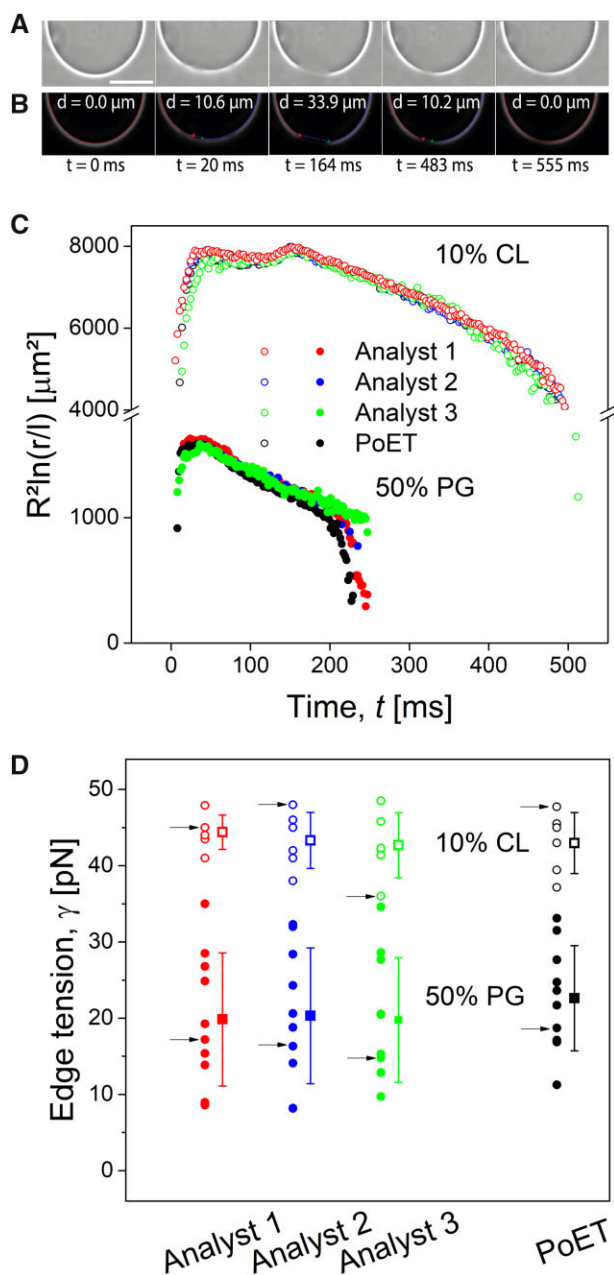 A
B
d = 0.0 µm d = 10.6 µm d = 33.9 µm d = 10.2 µm d = 0.0 µm
t = 0 ms t = 20 ms t = 164 ms t = 483 ms t = 555 ms
C
8000
10% CL
6000
Analyst 1
Analyst 2
4000
Analyst 3
PoET
50% PG
1000
0
R²ln(r/l) [µm²]
0 100 200 300 400 500
Time, t [ms]
D
50
40
10% CL
30
50% PG
20
10
0
Edge tension, γ [pN]
Analyst 1 Analyst 2 Analyst 3 PoET